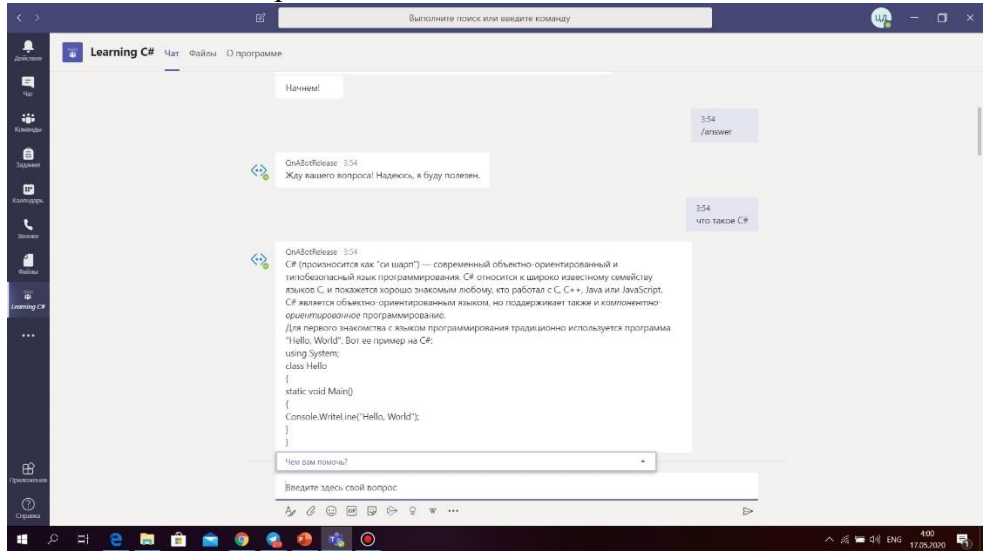 Выполните поиск или введите команду
ЦД
Действия
Чат
Команды
Задания
Календарь
Звонки
Файлы
Learning C#
Приложения
Справка
Learning C# Чат Файлы О программе
Начнем!
3:54
/answer
QnABotRelease 3:54
Жду вашего вопроса! Надеюсь, я буду полезен.
3:54
что такое C#
QnABotRelease 3:54
C# (произносится как "си шарп") — современный объектно-ориентированный и
типобезопасный язык программирования. C# относится к широко известному семейству
языков C, и покажется хорошо знакомым любому, кто работал с C, C++, Java или JavaScript.
C# является объектно-ориентированным языком, но поддерживает также и компонентно-
ориентированное программирование.
Для первого знакомства с языком программирования традиционно используется программа
"Hello, World". Вот ее пример на C#:
using System;
class Hello
{
static void Main()
{
Console.WriteLine("Hello, World");
}
}
Чем вам помочь?
Введите здесь свой вопрос
GIF
ENG
4:00
17.05.2020